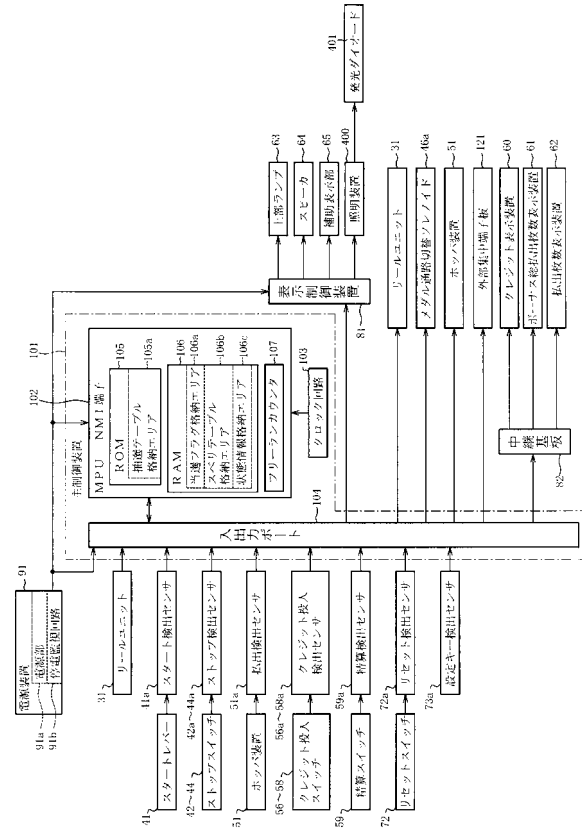 電源装置
91
電源部
91a
停電監視回路
91b
101
主制御装置
102
MPU NMI端子
ROM
105
抽選テーブル
格納エリア
105a
RAM
106
当選フラグ格納エリア
106a
スベリテーブル
格納エリア
106b
状態情報格納エリア
106c
フリーランカウンタ
107
クロック回路
103
入出力ポート
104
リールユニット
31
スタートレバー
41
スタート検出センサ
41a
ストップスイッチ
42〜44
ストップ検出センサ
42a〜44a
ホッパ装置
51
払出検出センサ
51a
クレジット投入
スイッチ
56〜58
クレジット投入
検出センサ
56a〜58a
精算スイッチ
59
精算検出センサ
59a
リセットスイッチ
72
リセット検出センサ
72a
設定キー検出センサ
73a
表示制御装置
81
上部ランプ
63
スピーカ
64
補助表示部
65
照明装置
400
発光ダイオード
401
リールユニット
31
メダル通路切替ソレノイド
46a
ホッパ装置
51
外部集中端子板
121
中継基板
82
クレジット表示装置
60
ボーナス総払出枚数表示装置
61
払出枚数表示装置
62